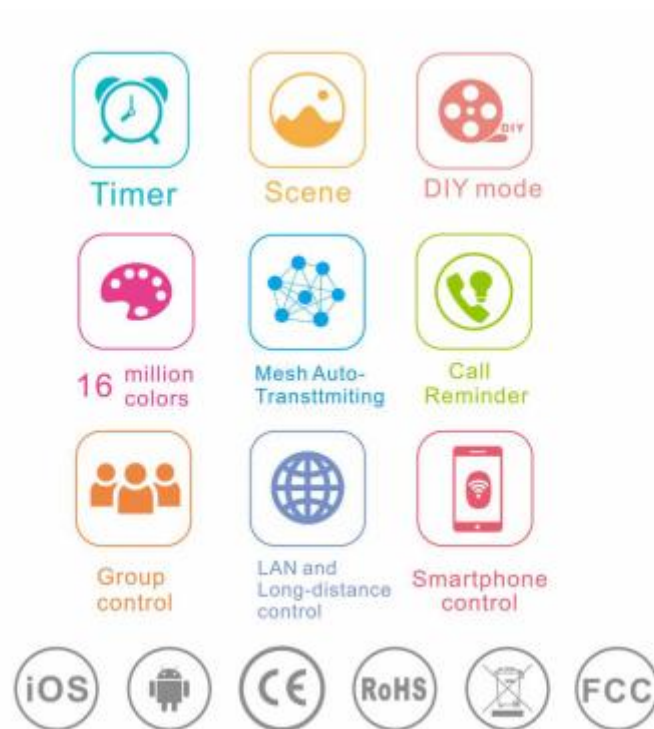 DIY
Timer
Scene
DIY mode
16 million
colors
Mesh Auto-
Transttmiting
Call
Reminder
Group
control
LAN and
Long-distance
control
Smartphone
control
iOS
CE
RoHS
FCC